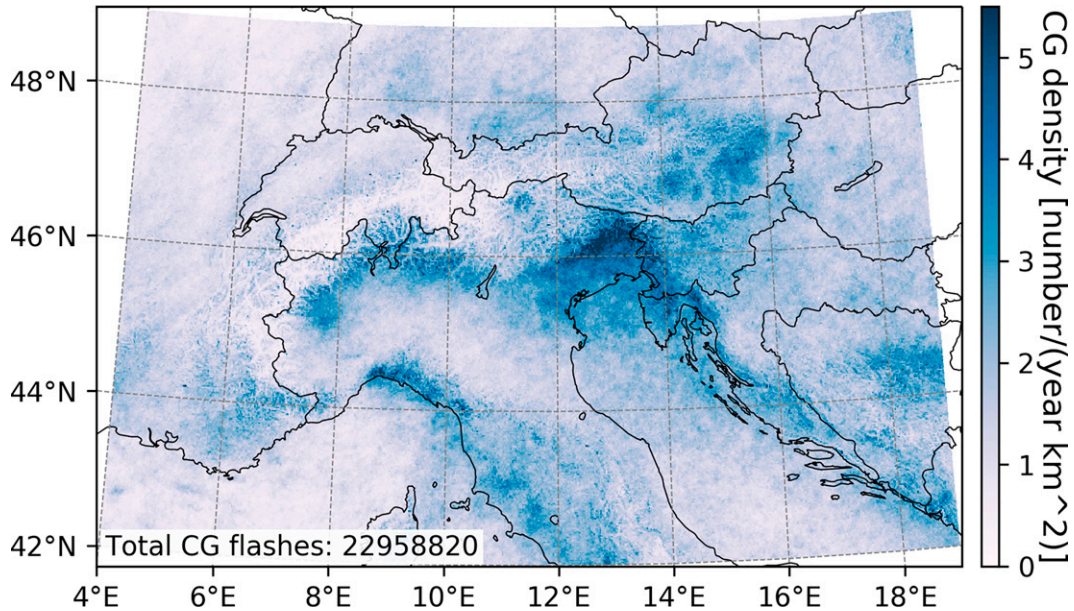 48°N
46°N
44°N
42°N
Total CG flashes: 22958820
4°E
6°E
8°E
10°E
12°E
14°E
16°E
18°E
5
4
3
2
1
0
CG density [number/(year km^2)]